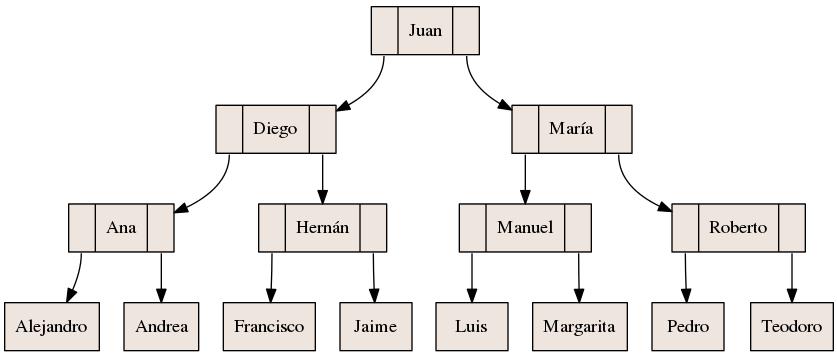 Juan
Diego
María
Ana
Hernán
Manuel
Roberto
Alejandro
Andrea
Francisco
Jaime
Luis
Margarita
Pedro
Teodoro